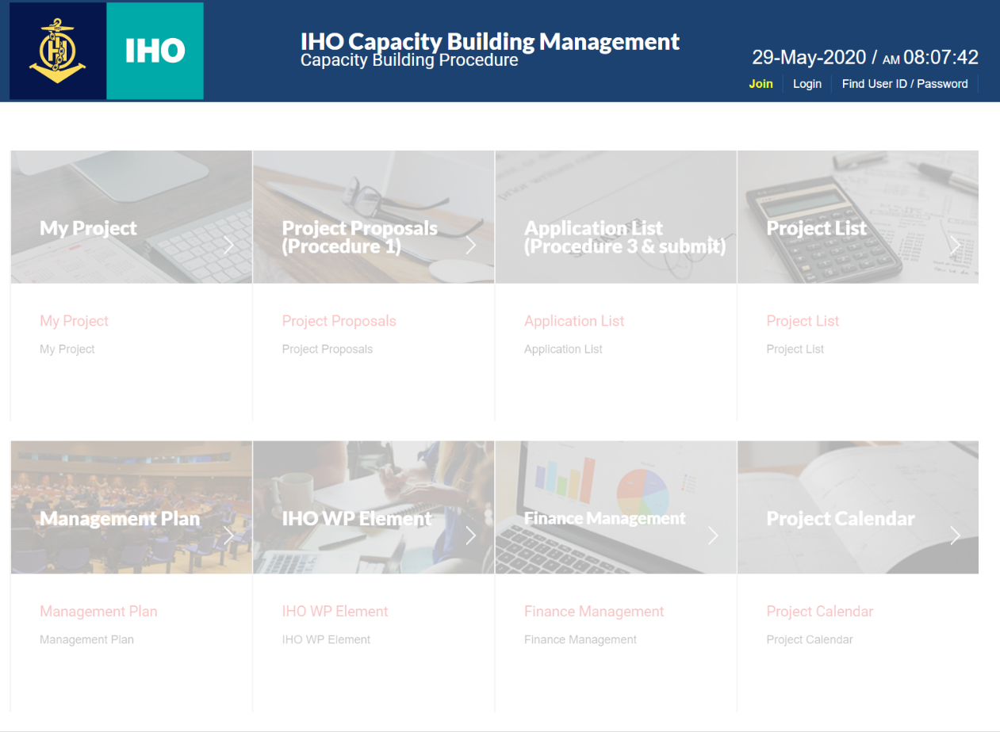 IHO
IHO Capacity Building Management
Capacity Building Procedure
29-May-2020 / AM 08:07:42
Join Login Find User ID / Password
My Project
Project Proposals
(Procedure 1)
Application List
(Procedure 3 & submit)
Project List
My Project
My Project
Project Proposals
Project Proposals
Application List
Application List
Project List
Project List
Management Plan
IHO WP Element
Finance Management
Project Calendar
Management Plan
Management Plan
IHO WP Element
IHO WP Element
Finance Management
Finance Management
Project Calendar
Project Calendar